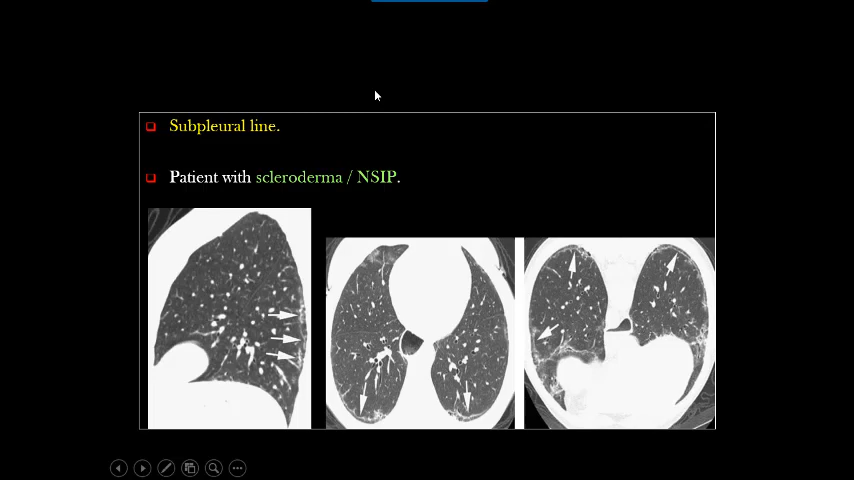 Subpleural line.
Patient with scleroderma / NSIP.